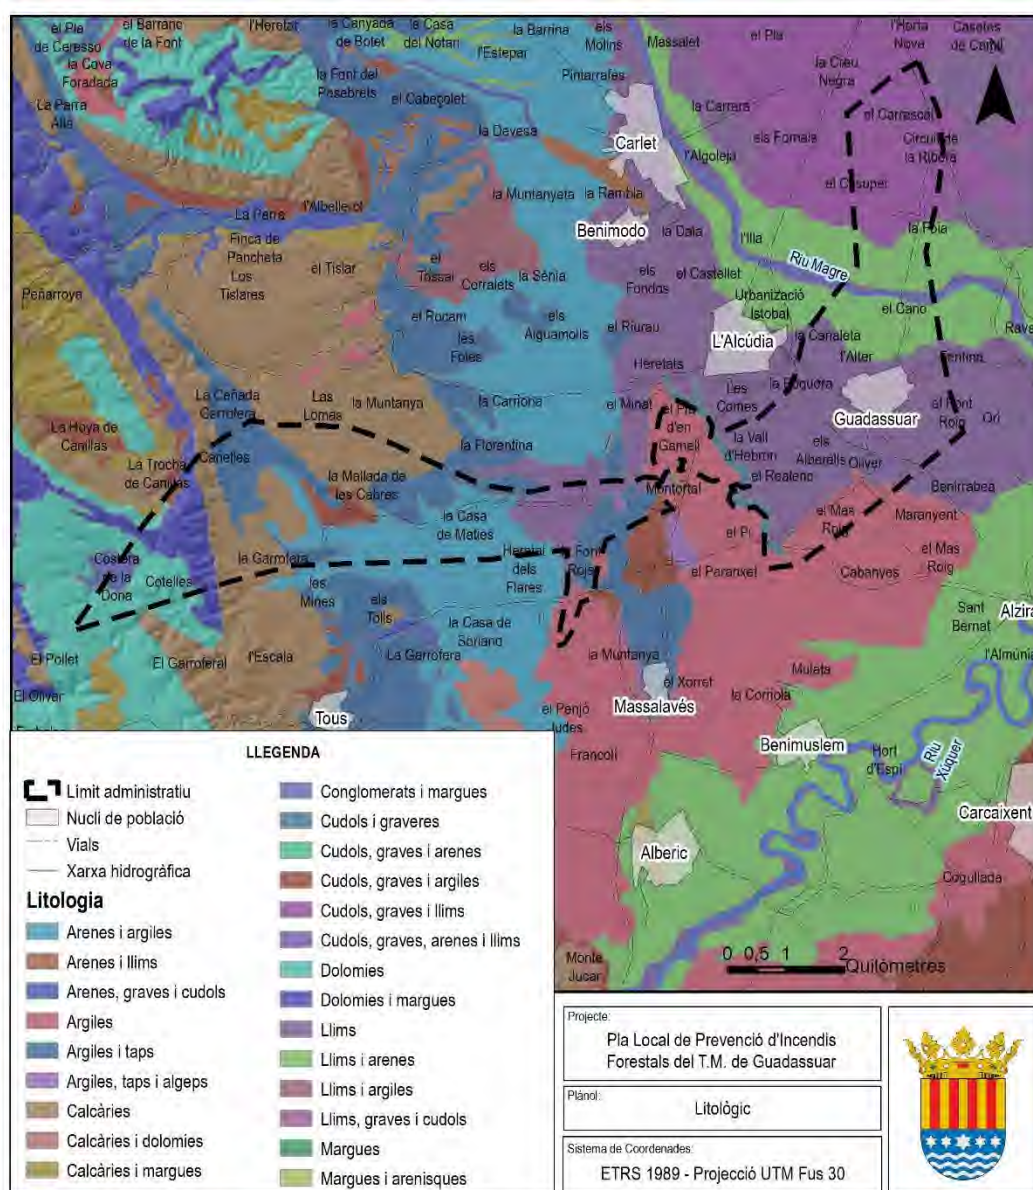 el Pla de Ceresso
el Barranc de la Font
l'Heretat
la Canyada de Botet
la Casa del Notari
la Barrina
els Molins
Massalet
el Pla
l'Horta Nova
Casetes
la Cova Foradada
l'Estepar
la Font del
Pintarrafes
la Creu Negra
La Parra Alta
el Cabeçolet
la Carrara
el Carrascal
la Devesa
Carlet
els Fornals
Circuit de la Ribera
l'Algoleja
la Muntanyeta
la Rambla
l'Albellerol
La Parra
Benimodo
la Dala
l'Illa
la Foia
Finca de Pancheta
Los Tislares
el Tislar
el Tossal
els Corralets
la Sènia
els Fondos
el Castellet
Riu Magre
Peñarroya
Urbanizació Istobal
el Cano
el Rocam
els Aiguamolls
el Riurau
L'Alcúdia
la Canaleta
les Foies
l'Alter
Heretats
La Cañada Garrofera
Las Lomas
la Muntanya
la Carriona
el Minat
el Pla d'en Gamell
Les Comes
Guadassuar
el Pont Roig
La Hoya de Canillas
Canelles
la Florentina
la Vall d'Hebron
els Alberells
Oliver
La Trocha de Canillas
la Mallada de les Cabres
Montortal
el Realenc
Benirrabea
la Casa de Maties
el Pi
el Mas Roig
Maranyent
Costera de la Dona
Cotelles
la Garrofera
les Mines
Heretat dels Flares
Font Roja
el Paranxet
Cabanyes
el Mas Roig
els Tolls
la Casa de Soriano
Sant Bernat
Alzira
El Pollet
El Garroferal
l'Escala
La Garrofera
la Muntanya
l'Almúnia
El Olivar
Tous
el Xorret
Massalavés
Mulata
la Corriola
el Penjó
Judes
Francolí
Benimuslem
Hort d'Espí
Riu Xúquer
Carcaixent
Alberic
Cogullada
Monte Jucar
0 0,5 1 2
Quilòmetres
LLEGENDA
Límit administratiu
Nucli de població
Vials
Xarxa hidrogràfica
Litologia
Arenes i argiles
Arenes i llims
Arenes, graves i cudols
Argiles
Argiles i taps
Argiles, taps i algeps
Calcàries
Calcàries i dolomies
Calcàries i margues
Conglomerats i margues
Cudols i graveres
Cudols, graves i arenes
Cudols, graves i argiles
Cudols, graves i llims
Cudols, graves, arenes i llims
Dolomies
Dolomies i margues
Llims
Llims i arenes
Llims i argiles
Llims, graves i cudols
Margues
Margues i arenisques
Projecte:
Pla Local de Prevenció d'Incendis
Forestals del T.M. de Guadassuar
Plànol:
Litològic
Sistema de Coordenades:
ETRS 1989 - Projecció UTM Fus 30